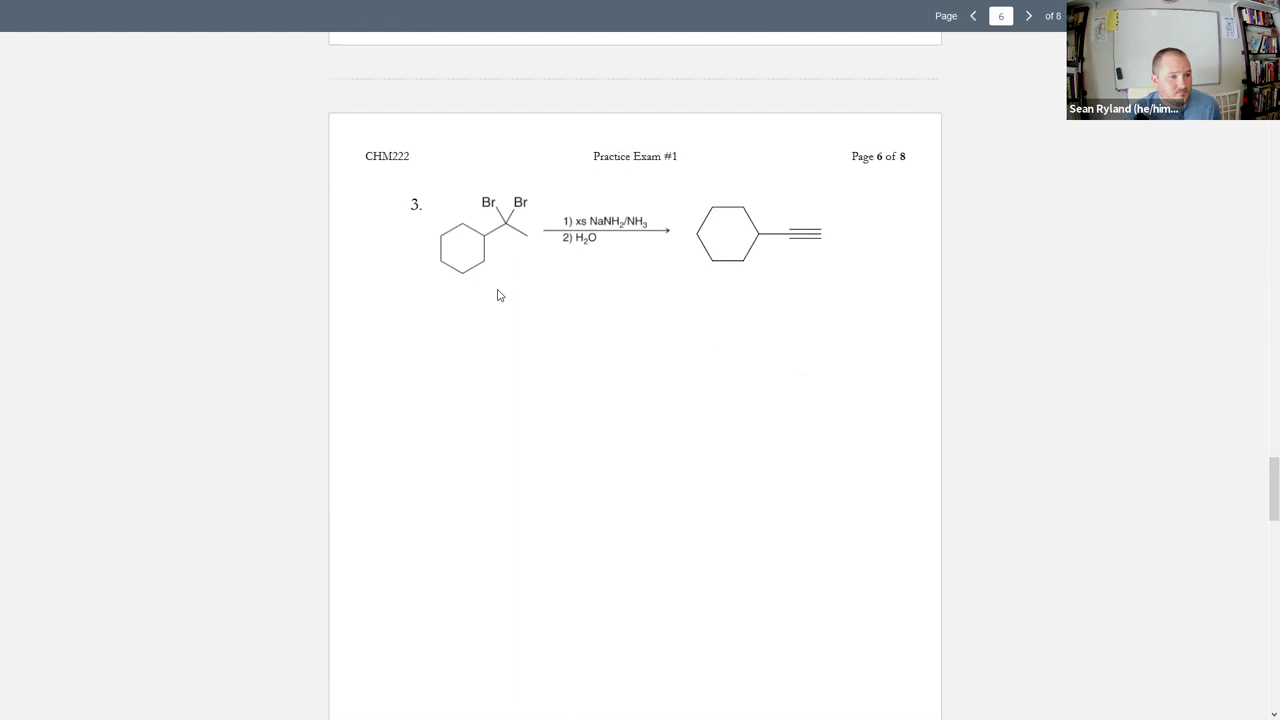 Page 6 of 8
Sean Ryland (he/him...
CHM222 Practice Exam #1 Page 6 of 8
3.
Br Br
1) xs NaNH₂/NH₃
2) H₂O